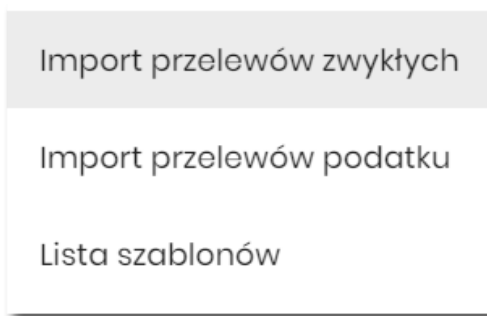 Import przelewów zwykłych
Import przelewów podatku
Lista szablonów